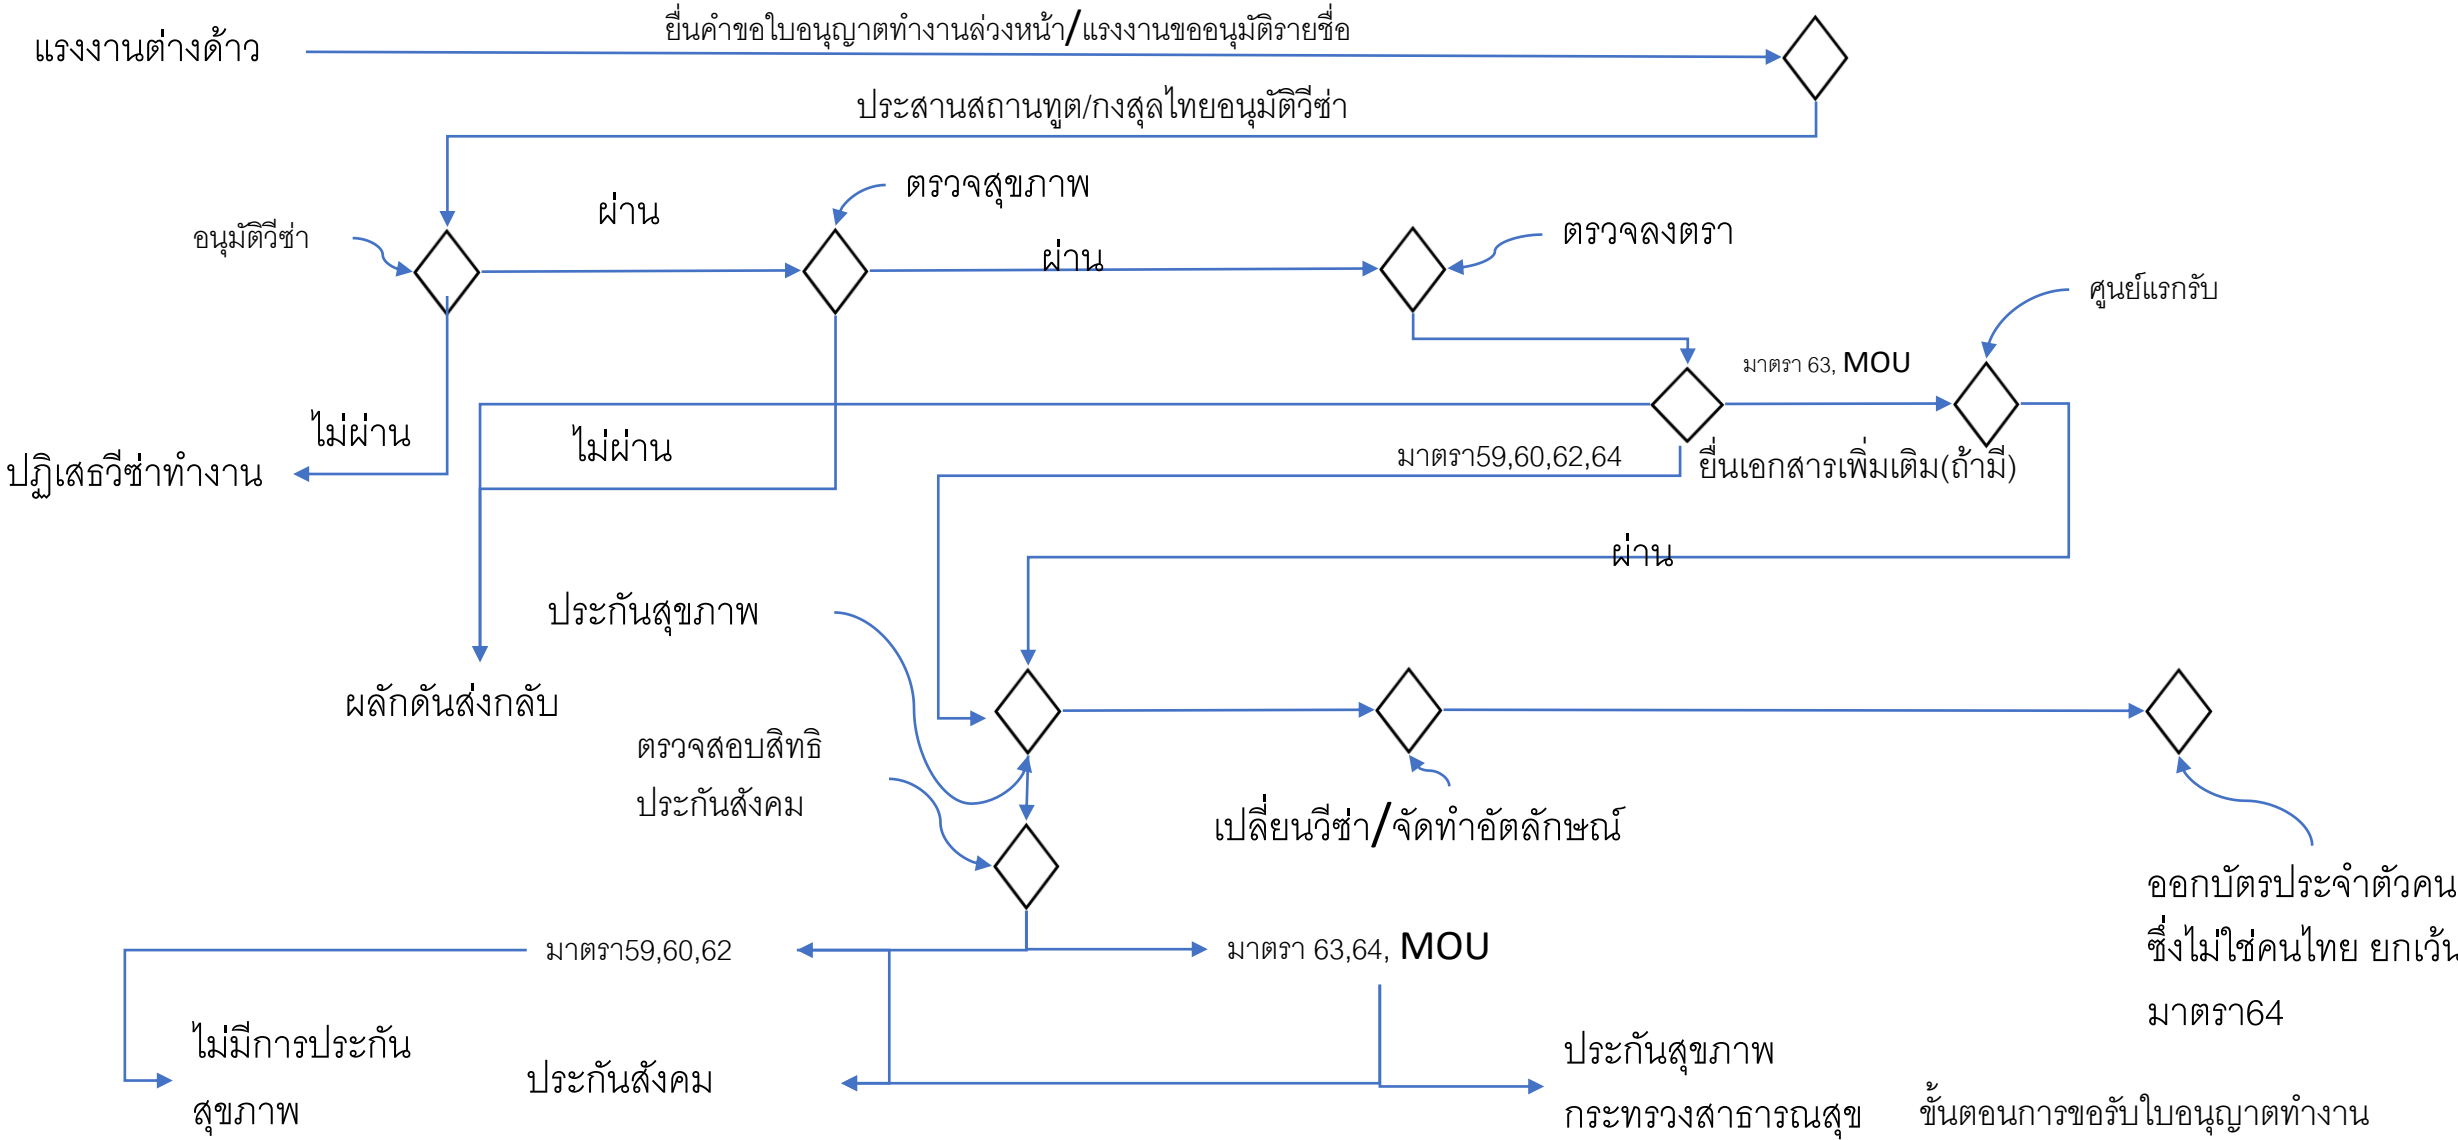 ยื่นคำขอใบอนุญาตทำงานล่วงหน้า/แรงงานขออนุมัติรายชื่อ
แรงงานต่างด้าว
ประสานสถานทูต/กงสุลไทยอนุมัติวีซ่า
ตรวจสุขภาพ
ผ่าน
อนุมัติวีซ่า
ผ่าน
ตรวจลงตรา
ศูนย์แรกรับ
มาตรา 63, MOU
ไม่ผ่าน
ไม่ผ่าน
มาตรา59,60,62,64
ยื่นเอกสารเพิ่มเติม(ถ้ามี)
ปฏิเสธวีซ่าทำงาน
ผ่าน
ประกันสุขภาพ
ผลักดันส่งกลับ
ตรวจสอบสิทธิ
ประกันสังคม
เปลี่ยนวีซ่า/จัดทำอัตลักษณ์
ออกบัตรประจำตัวคน
ซึ่งไม่ใช่คนไทย ยกเว้น
มาตรา64
มาตรา59,60,62
มาตรา 63,64, MOU
ไม่มีการประกัน
สุขภาพ
ประกันสังคม
ประกันสุขภาพ
กระทรวงสาธารณสุข
ขั้นตอนการขอรับใบอนุญาตทำงาน